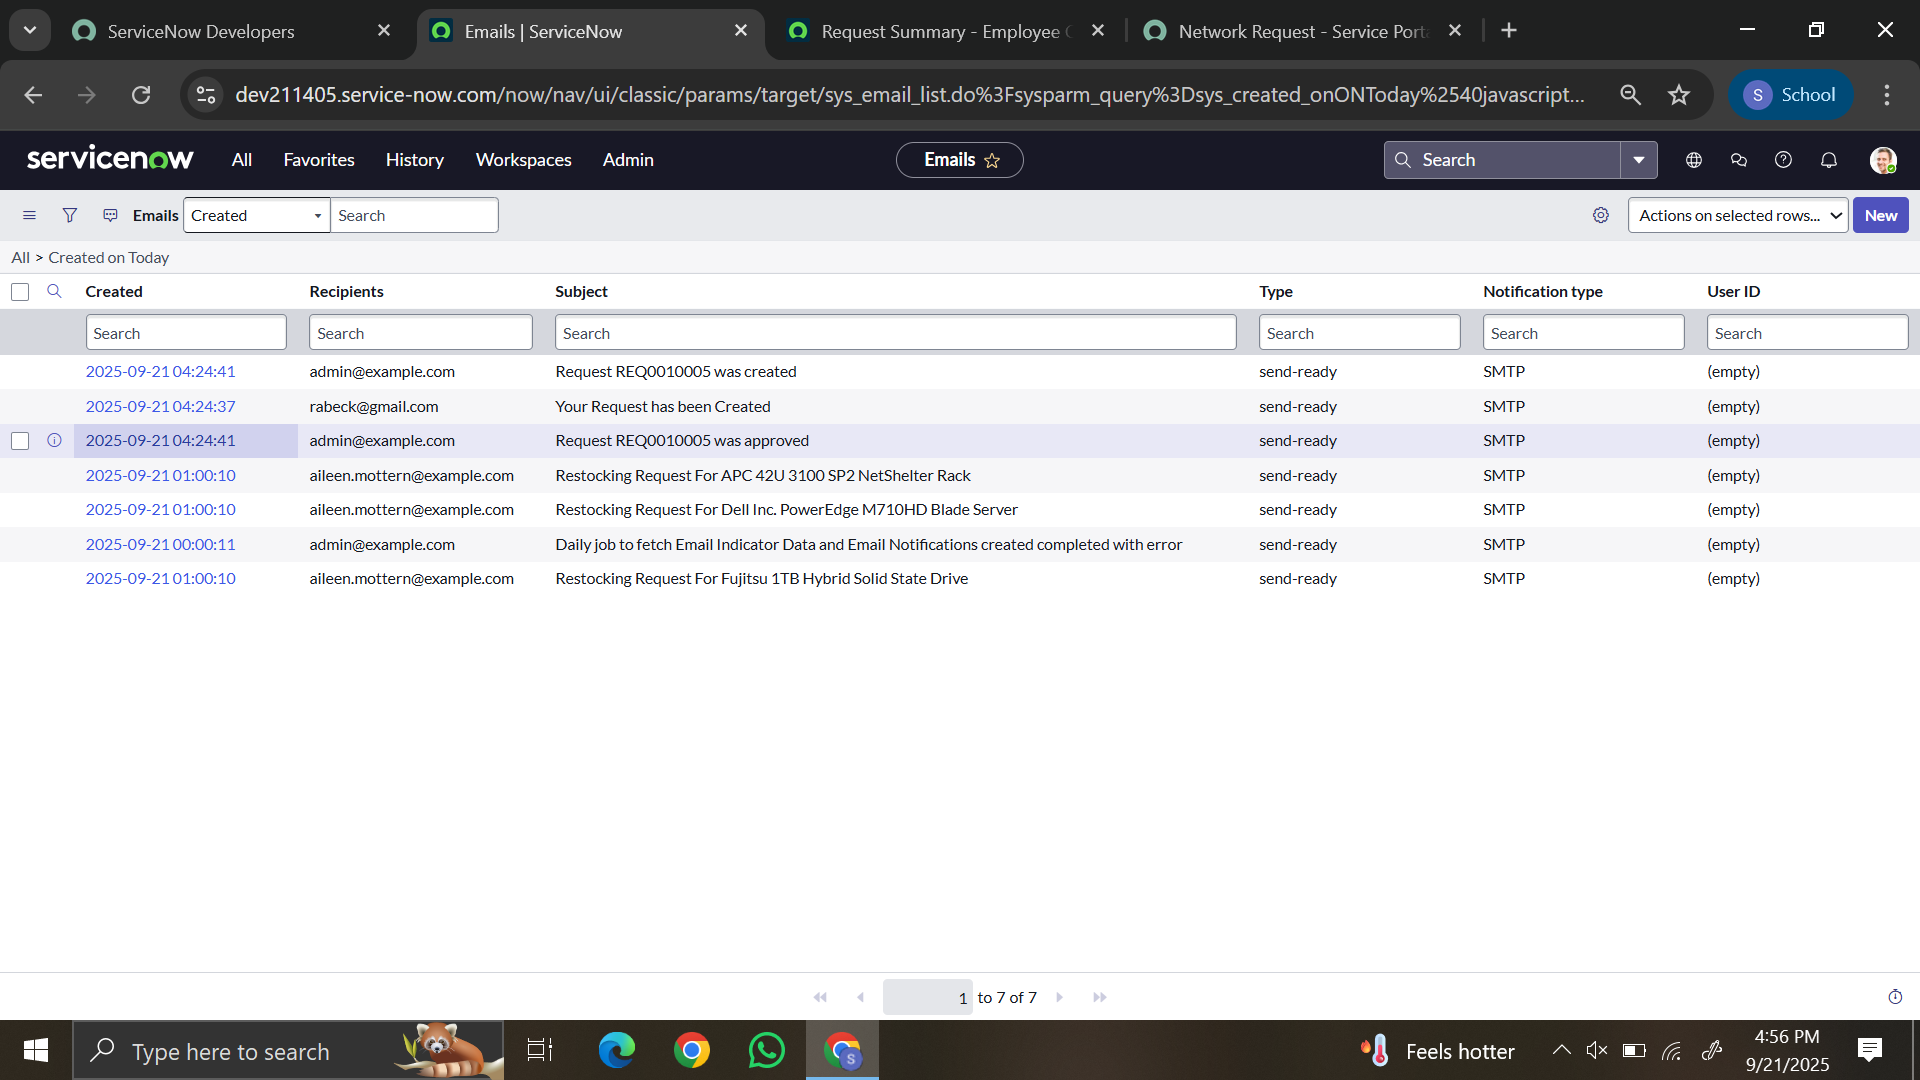 ServiceNow Developers
Emails | ServiceNow
Request Summary - Employee
Network Request - Service Porta
dev211405.service-now.com/now/nav/ui/classic/params/target/sys_email_list.do%3Fsysparm_query%3Dsys_created_onONToday%2540javascript...
S School
servicenow All Favorites History Workspaces Admin
Emails
Search
Emails Created Search
Actions on selected rows... New
All > Created on Today
Created Recipients Subject Type Notification type User ID
Search Search Search Search Search Search
2025-09-21 04:24:41 admin@example.com Request REQ0010005 was created send-ready SMTP (empty)
2025-09-21 04:24:37 rabeck@gmail.com Your Request has been Created send-ready SMTP (empty)
2025-09-21 04:24:41 admin@example.com Request REQ0010005 was approved send-ready SMTP (empty)
2025-09-21 01:00:10 aileen.mottern@example.com Restocking Request For APC 42U 3100 SP2 NetShelter Rack send-ready SMTP (empty)
2025-09-21 01:00:10 aileen.mottern@example.com Restocking Request For Dell Inc. PowerEdge M710HD Blade Server send-ready SMTP (empty)
2025-09-21 00:00:11 admin@example.com Daily job to fetch Email Indicator Data and Email Notifications created completed with error send-ready SMTP (empty)
2025-09-21 01:00:10 aileen.mottern@example.com Restocking Request For Fujitsu 1TB Hybrid Solid State Drive send-ready SMTP (empty)
1 to 7 of 7
Type here to search
S
Feels hotter
4:56 PM
9/21/2025